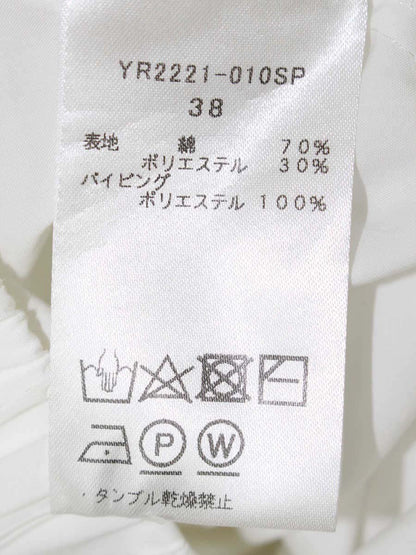 YR2221-010SP
38
表地 綿 70%
ポリエステル 30%
パイピング
ポリエステル 100%
P W
・タンブル乾燥禁止